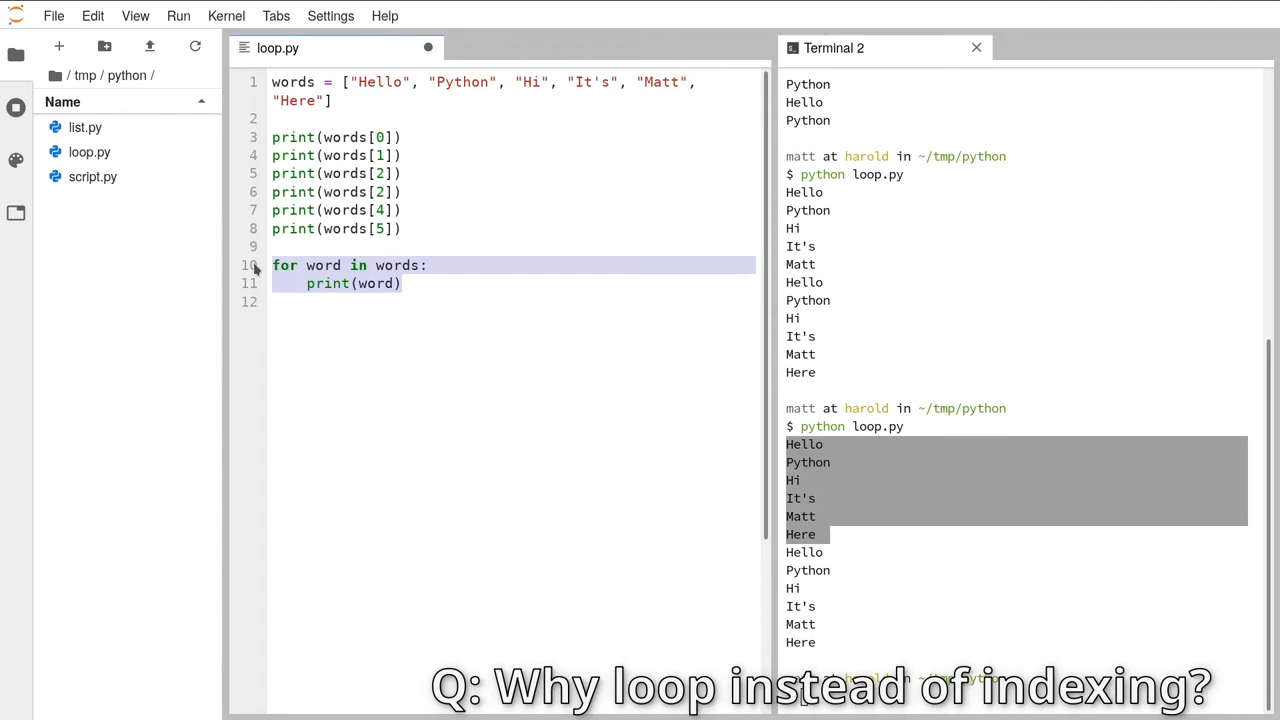 File Edit View Run Kernel Tabs Settings Help
/ tmp / python /
Name
list.py
loop.py
script.py
loop.py
1 words = ["Hello", "Python", "Hi", "It's", "Matt",
"Here"]
2
3 print(words[0])
4 print(words[1])
5 print(words[2])
6 print(words[2])
7 print(words[4])
8 print(words[5])
9
10 for word in words:
11 print(word)
12
Terminal 2
Python
Hello
Python
matt at harold in ~/tmp/python
$ python loop.py
Hello
Python
Hi
It's
Matt
Hello
Python
Hi
It's
Matt
Here
matt at harold in ~/tmp/python
$ python loop.py
Hello
Python
Hi
It's
Matt
Here
Hello
Python
Hi
It's
Matt
Here
Q: Why loop instead of indexing?